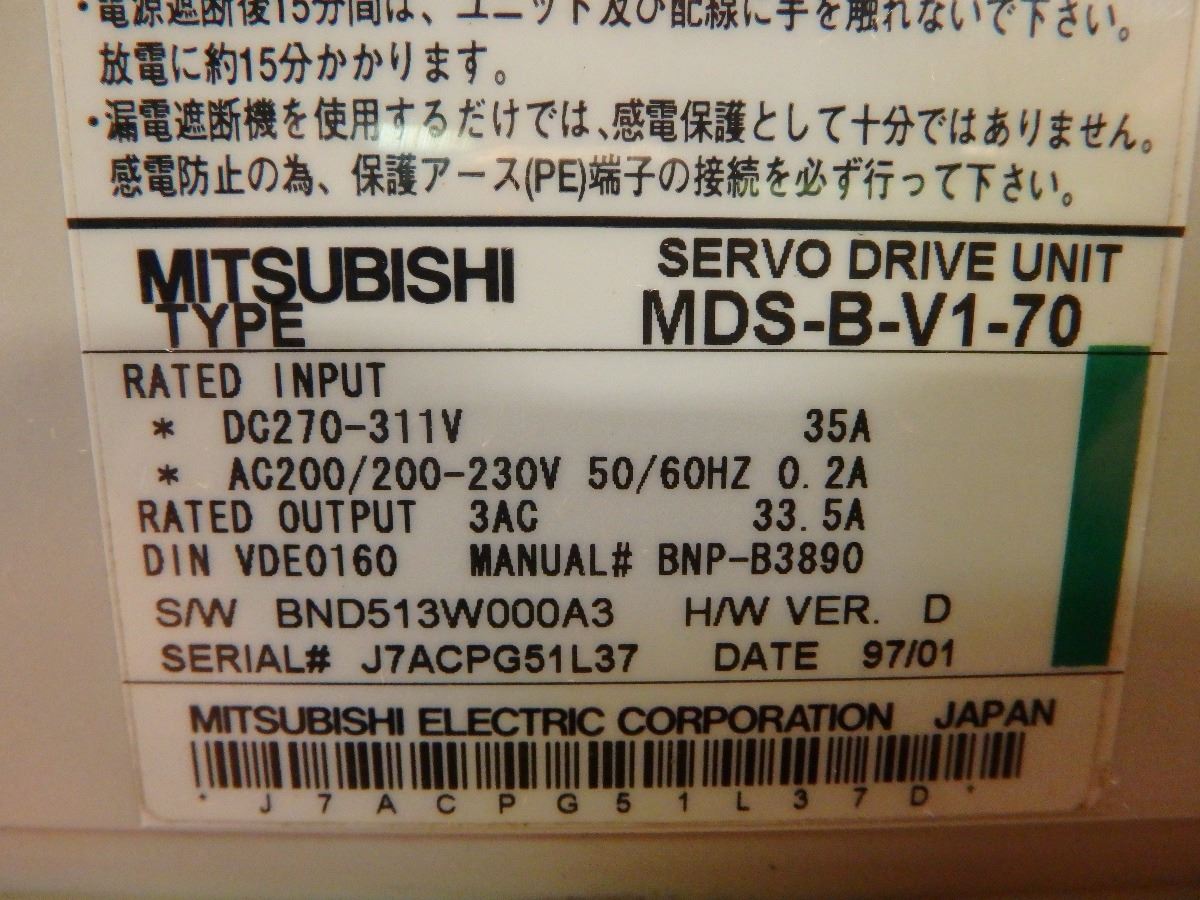 ・電源遮断後15分間は、ユニット及び配線に手を触れないで下さい。
放電に約15分かかります。
・漏電遮断機を使用するだけでは、感電保護として十分ではありません。
感電防止の為、保護アース(PE)端子の接続を必ず行って下さい。
MITSUBISHI SERVO DRIVE UNIT
TYPE MDS-B-V1-70
RATED INPUT
* DC270-311V 35A
* AC200/200-230V 50/60HZ 0.2A
RATED OUTPUT 3AC 33.5A
DIN VDE0160 MANUAL# BNP-B3890
S/W BND513W000A3 H/W VER. D
SERIAL# J7ACPG51L37 DATE 97/01
MITSUBISHI ELECTRIC CORPORATION JAPAN
* J 7 A C P G 5 1 L 3 7 D *